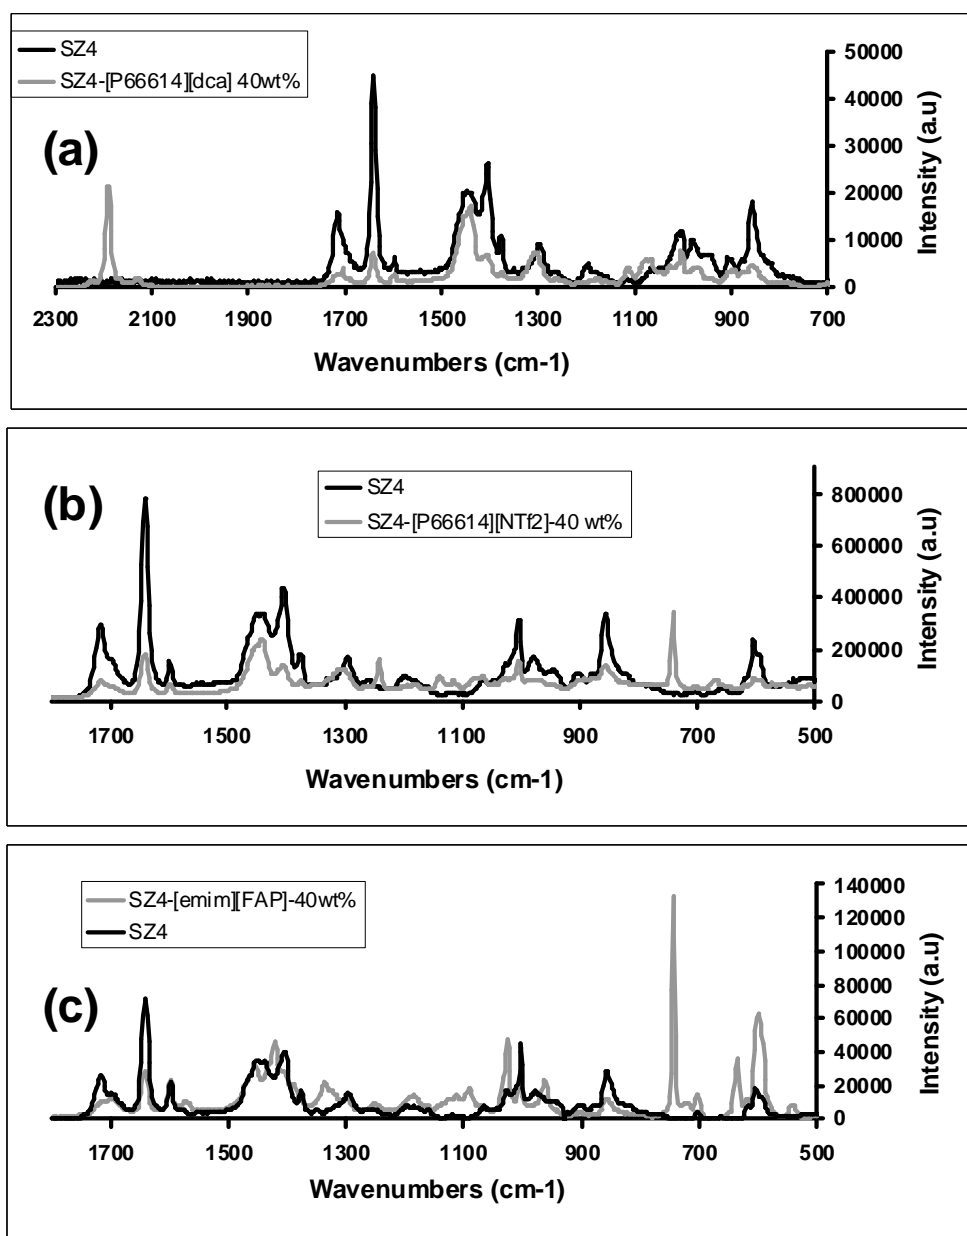 SZ4
SZ4-[P66614][dca] 40wt%
(a)
50000
40000
30000
20000
10000
0
Intensity (a.u)
2300 2100 1900 1700 1500 1300 1100 900 700
Wavenumbers (cm-1)
(b)
SZ4
SZ4-[P66614][NTf2]-40 wt%
800000
600000
400000
200000
0
Intensity (a.u)
1700 1500 1300 1100 900 700 500
Wavenumbers (cm-1)
SZ4-[emim][FAP]-40wt%
SZ4
(c)
140000
120000
100000
80000
60000
40000
20000
0
Intensity (a.u)
1700 1500 1300 1100 900 700 500
Wavenumbers (cm-1)